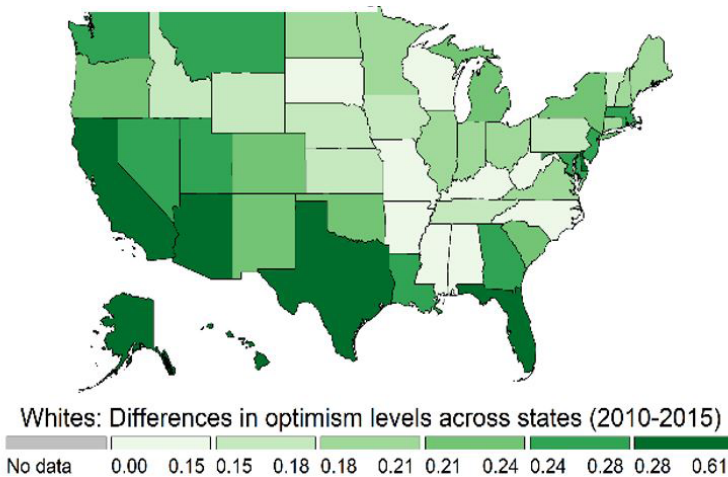 Whites: Differences in optimism levels across states (2010-2015)
No data 0.00 0.15 0.15 0.18 0.18 0.21 0.21 0.24 0.24 0.28 0.28 0.61